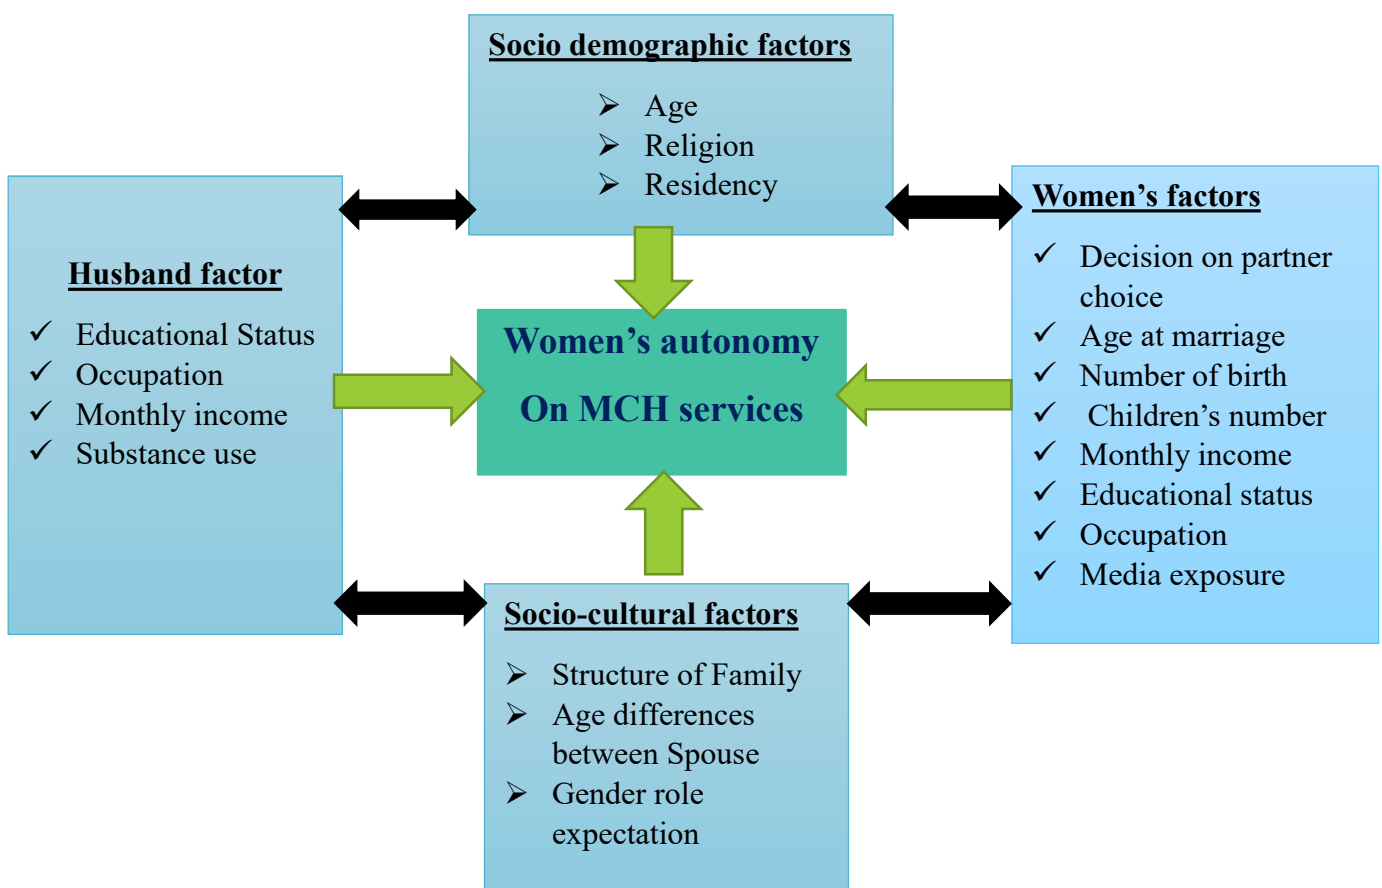 Socio demographic factors
Age
Religion
Residency
Husband factor
Educational Status
Occupation
Monthly income
Substance use
Women's autonomy
On MCH services
Women's factors
Decision on partner
choice
Age at marriage
Number of birth
Children's number
Monthly income
Educational status
Occupation
Media exposure
Socio-cultural factors
Structure of Family
Age differences
between Spouse
Gender role
expectation